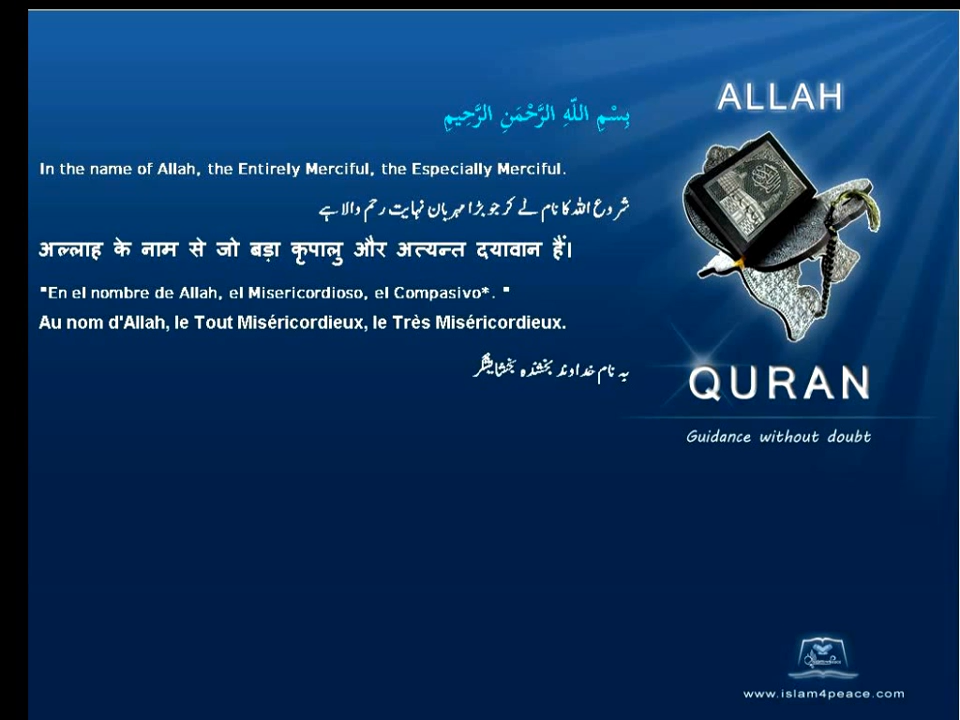 بِسْمِ اللّهِ الرَّحْمَنِ الرَّحِيمِ
In the name of Allah, the Entirely Merciful, the Especially Merciful.
شروع اللہ کا نام لے کر جو بڑا مہربان نہایت رحم والا ہے
अल्लाह के नाम से जो बड़ा कृपालु और अत्यन्त दयावान हैं।
"En el nombre de Allah, el Misericordioso, el Compasivo*. "
Au nom d'Allah, le Tout Miséricordieux, le Très Miséricordieux.
به نام خداوند بخشنده بخشایشگر
ALLAH
QURAN
Guidance without doubt
www.islam4peace.com